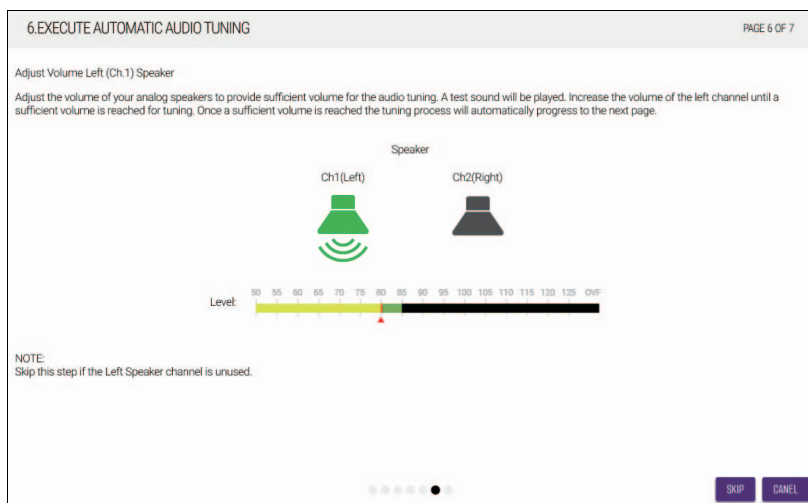 6.EXECUTE AUTOMATIC AUDIO TUNING PAGE 6 OF 7
Adjust Volume Left (Ch.1) Speaker
Adjust the volume of your analog speakers to provide sufficient volume for the audio tuning. A test sound will be played. Increase the volume of the left channel until a
sufficient volume is reached for tuning. Once a sufficient volume is reached the tuning process will automatically progress to the next page.
Speaker
Ch1(Left) Ch2(Right)
50 55 60 65 70 75 80 85 90 95 100 105 110 115 120 125 OVF
Level:
NOTE:
Skip this step if the Left Speaker channel is unused.
SKIP CANEL